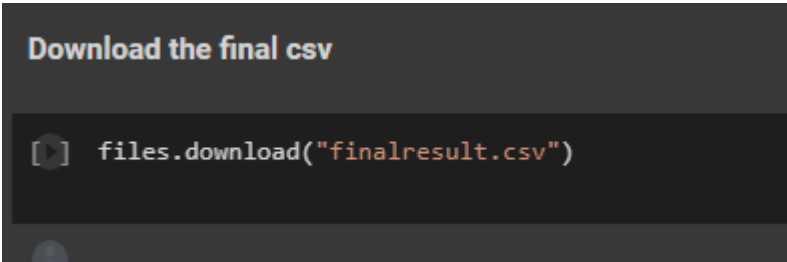 Download the final csv
[ ] files.download("finalresult.csv")